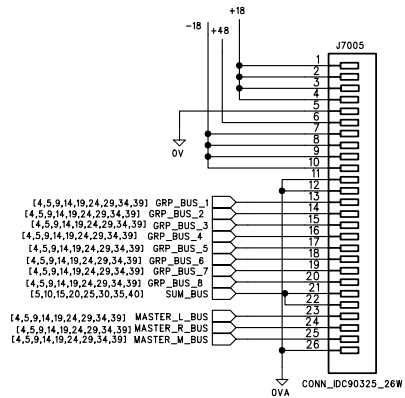 +18
-18
+48
J7005
1
2
3
4
5
6
7
8
9
10
11
12
13
14
15
16
17
18
19
20
21
22
23
24
25
26
0V
[4,5,9,14,19,24,29,34,39] GRP_BUS_1
[4,5,9,14,19,24,29,34,39] GRP_BUS_2
[4,5,9,14,19,24,29,34,39] GRP_BUS_3
[4,5,9,14,19,24,29,34,39] GRP_BUS_4
[4,5,9,14,19,24,29,34,39] GRP_BUS_5
[4,5,9,14,19,24,29,34,39] GRP_BUS_6
[4,5,9,14,19,24,29,34,39] GRP_BUS_7
[4,5,9,14,19,24,29,34,39] GRP_BUS_8
[5,10,15,20,25,30,35,40] SUM_BUS
[4,5,9,14,19,24,29,34,39] MASTER_L_BUS
[4,5,9,14,19,24,29,34,39] MASTER_R_BUS
[4,5,9,14,19,24,29,34,39] MASTER_M_BUS
0VA
CONN_IDC90325_26W